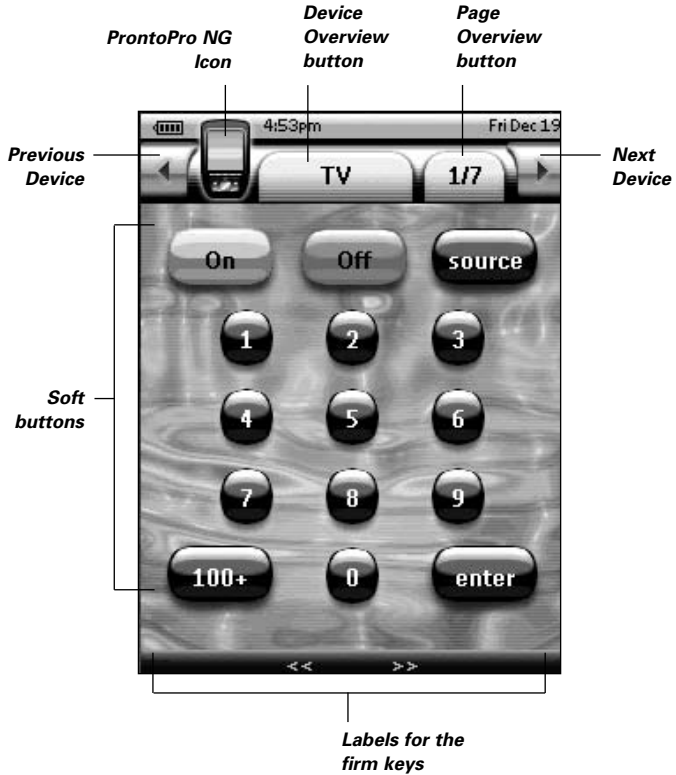 Device
Overview
button
Page
Overview
button
ProntoPro NG
Icon
4:53pm
Fri Dec 19
Previous
Device
TV
1/7
Next
Device
On
Off
source
1
2
3
4
5
6
Soft
buttons
7
8
9
100+
0
enter
<< >>
Labels for the
firm keys